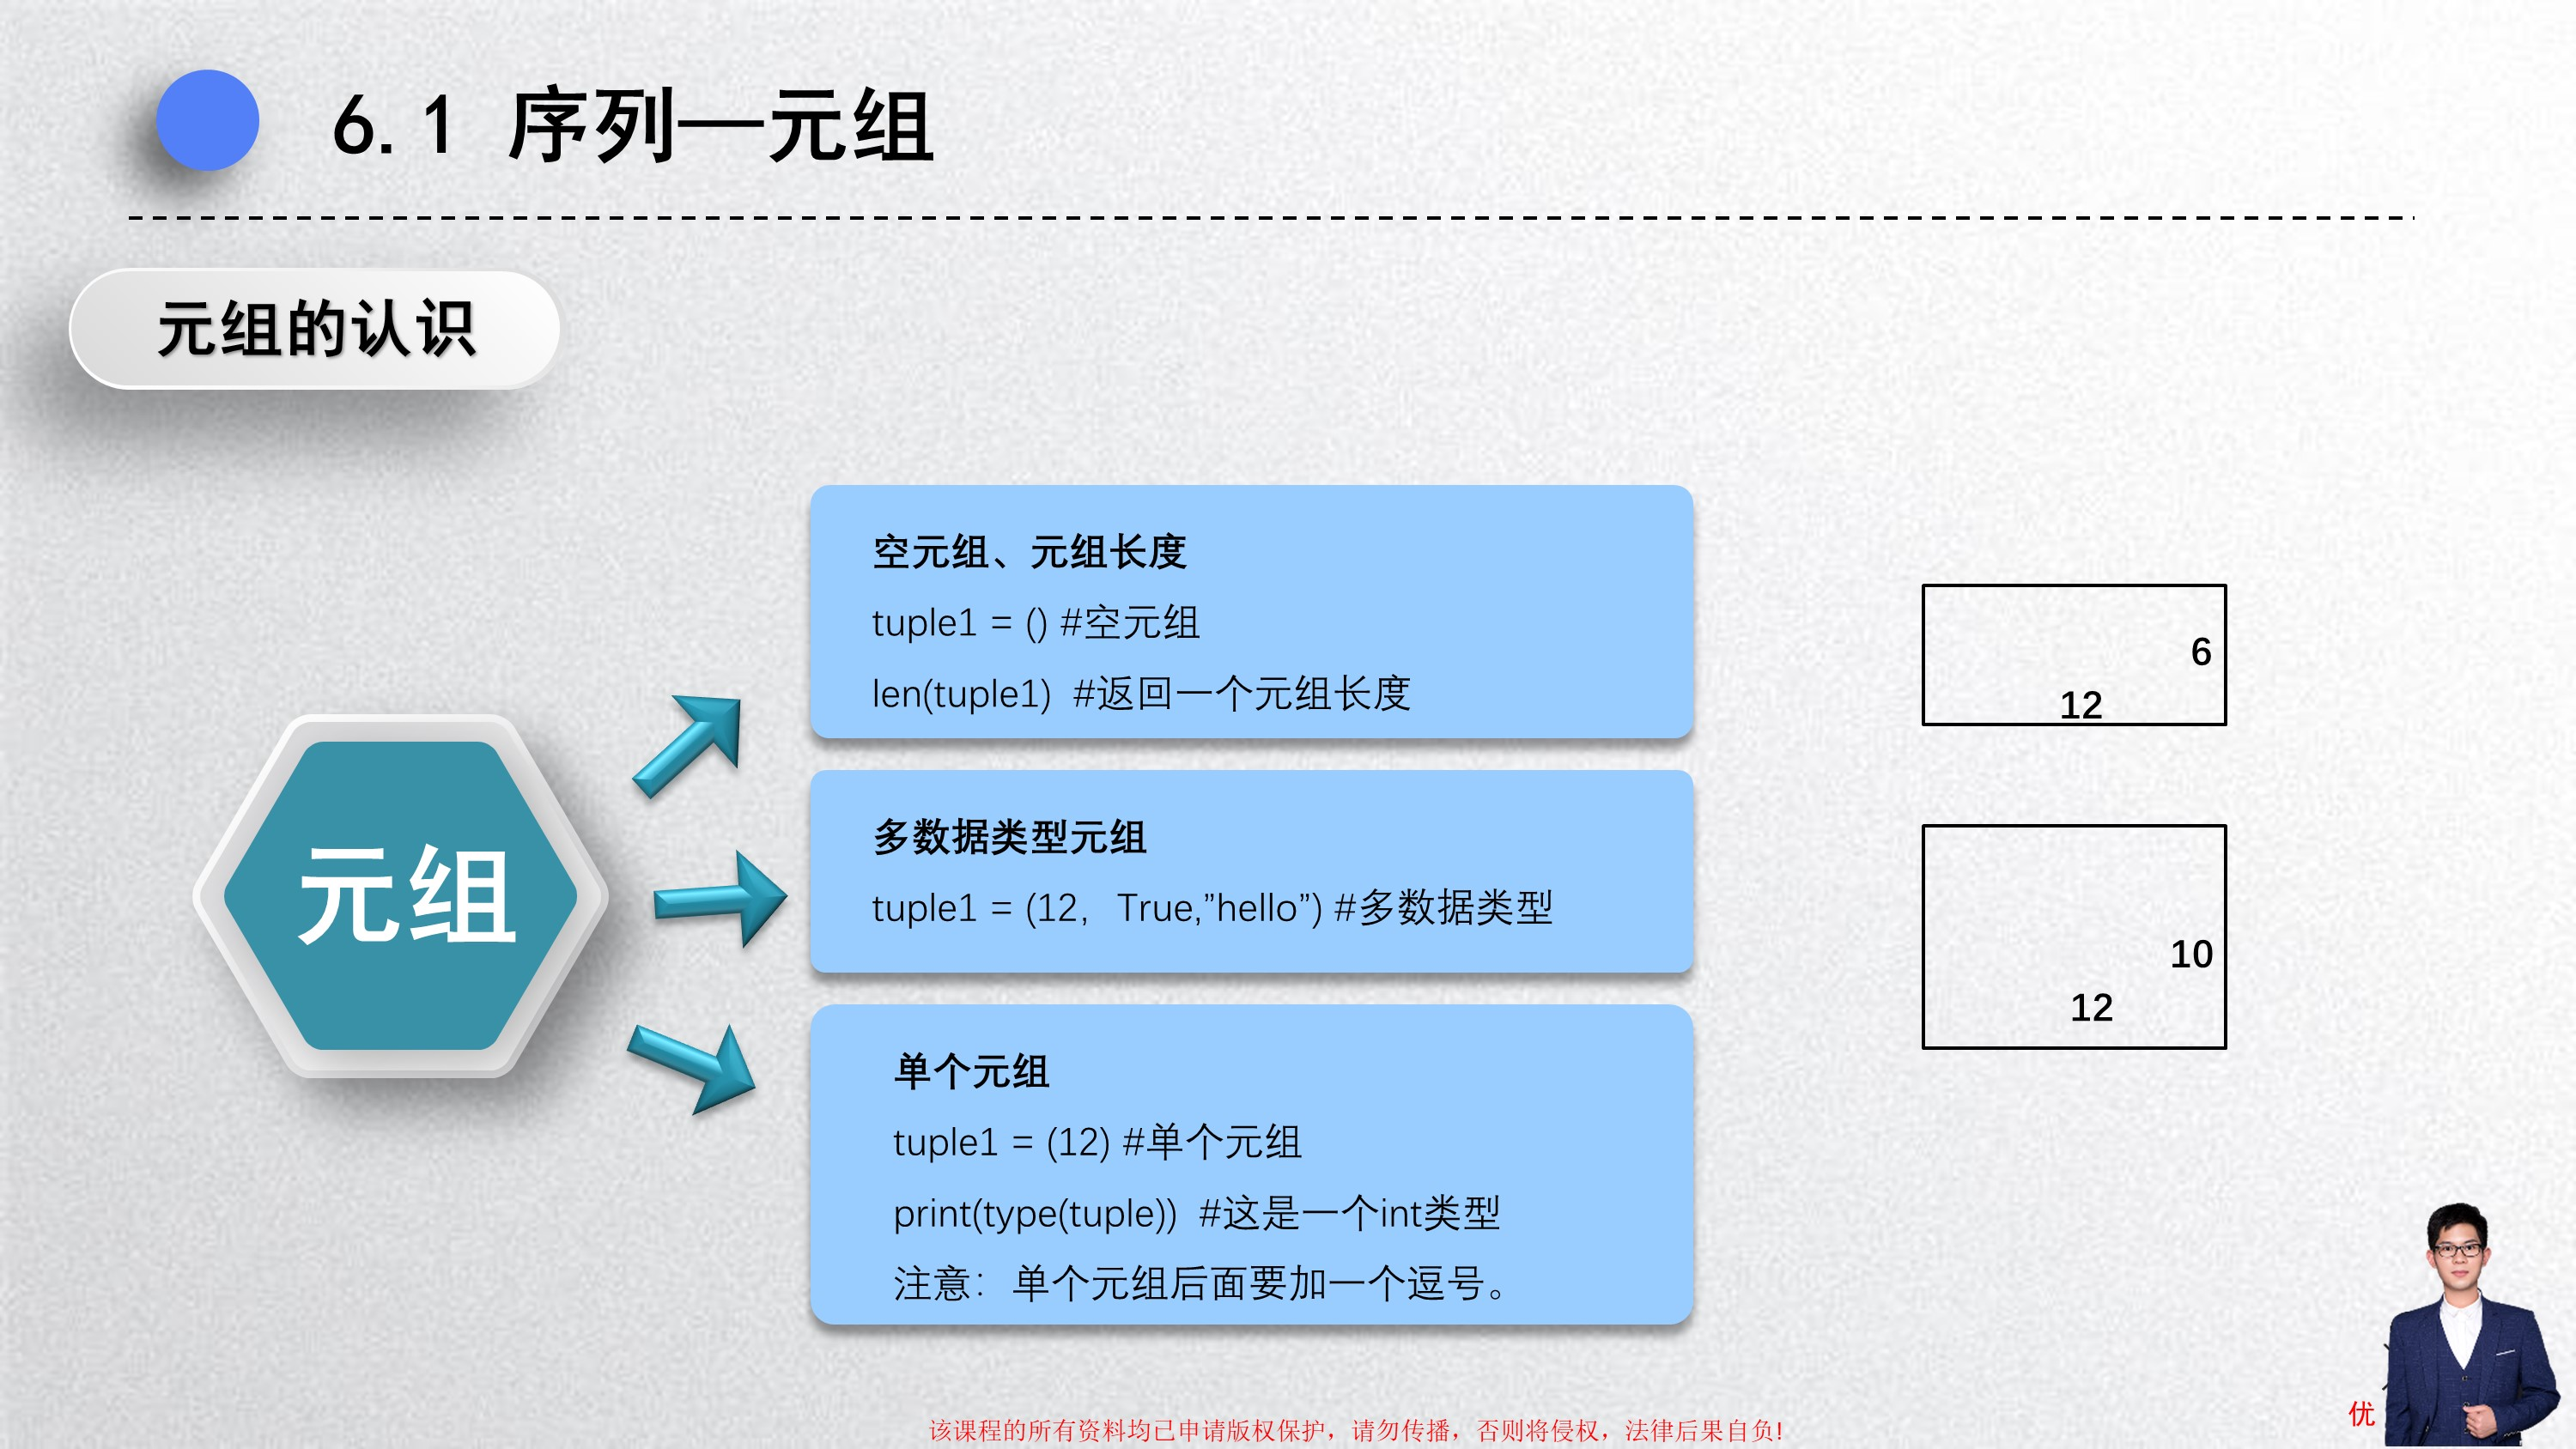 6.1 序列—元组
元组的认识
元组
空元组、元组长度
tuple1 = () #空元组
len(tuple1)  #返回一个元组长度
多数据类型元组
tuple1 = (12,  True,”hello”) #多数据类型
单个元组
tuple1 = (12) #单个元组
print(type(tuple))  #这是一个int类型
注意：单个元组后面要加一个逗号。
6
12
10
12
优
该课程的所有资料均已申请版权保护，请勿传播，否则将侵权，法律后果自负!